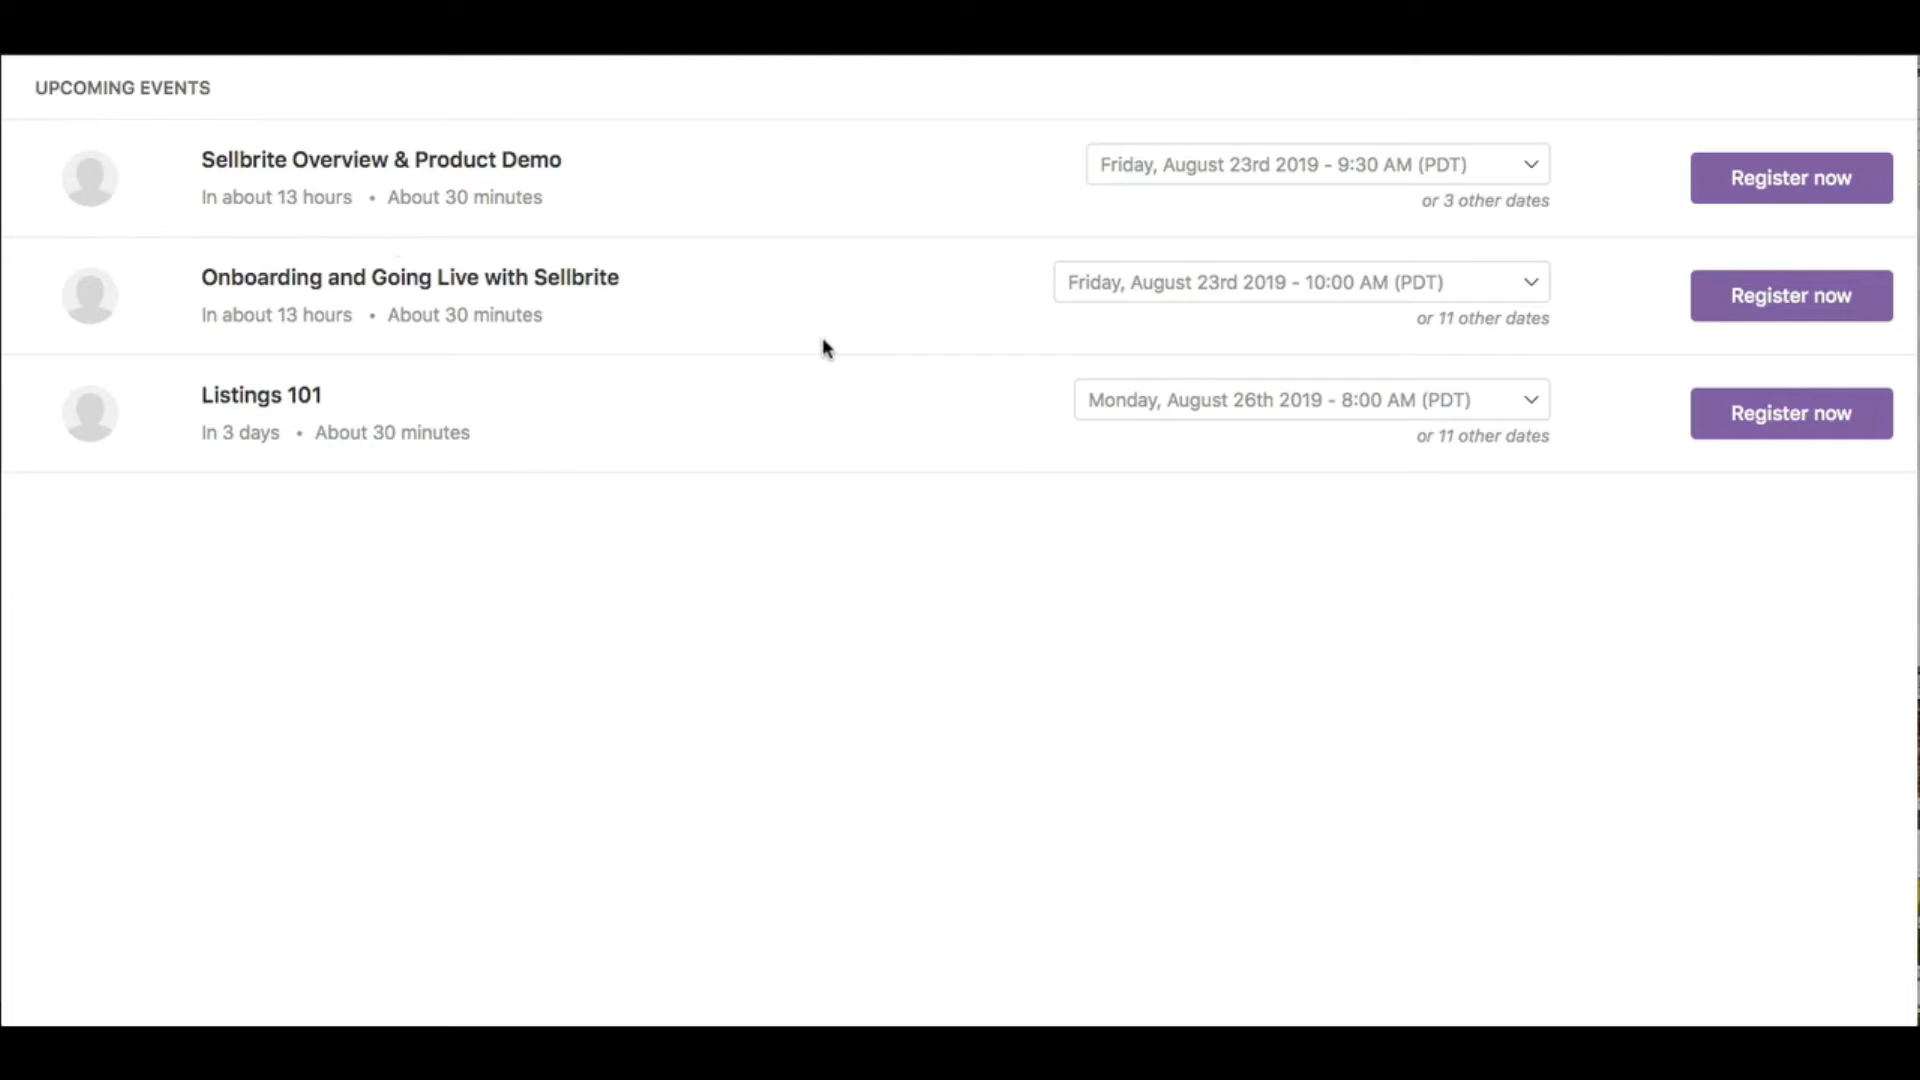 UPCOMING EVENTS
Sellbrite Overview & Product Demo
In about 13 hours • About 30 minutes
Friday, August 23rd 2019 - 9:30 AM (PDT)
or 3 other dates
Register now
Onboarding and Going Live with Sellbrite
In about 13 hours • About 30 minutes
Friday, August 23rd 2019 - 10:00 AM (PDT)
or 11 other dates
Register now
Listings 101
In 3 days • About 30 minutes
Monday, August 26th 2019 - 8:00 AM (PDT)
or 11 other dates
Register now